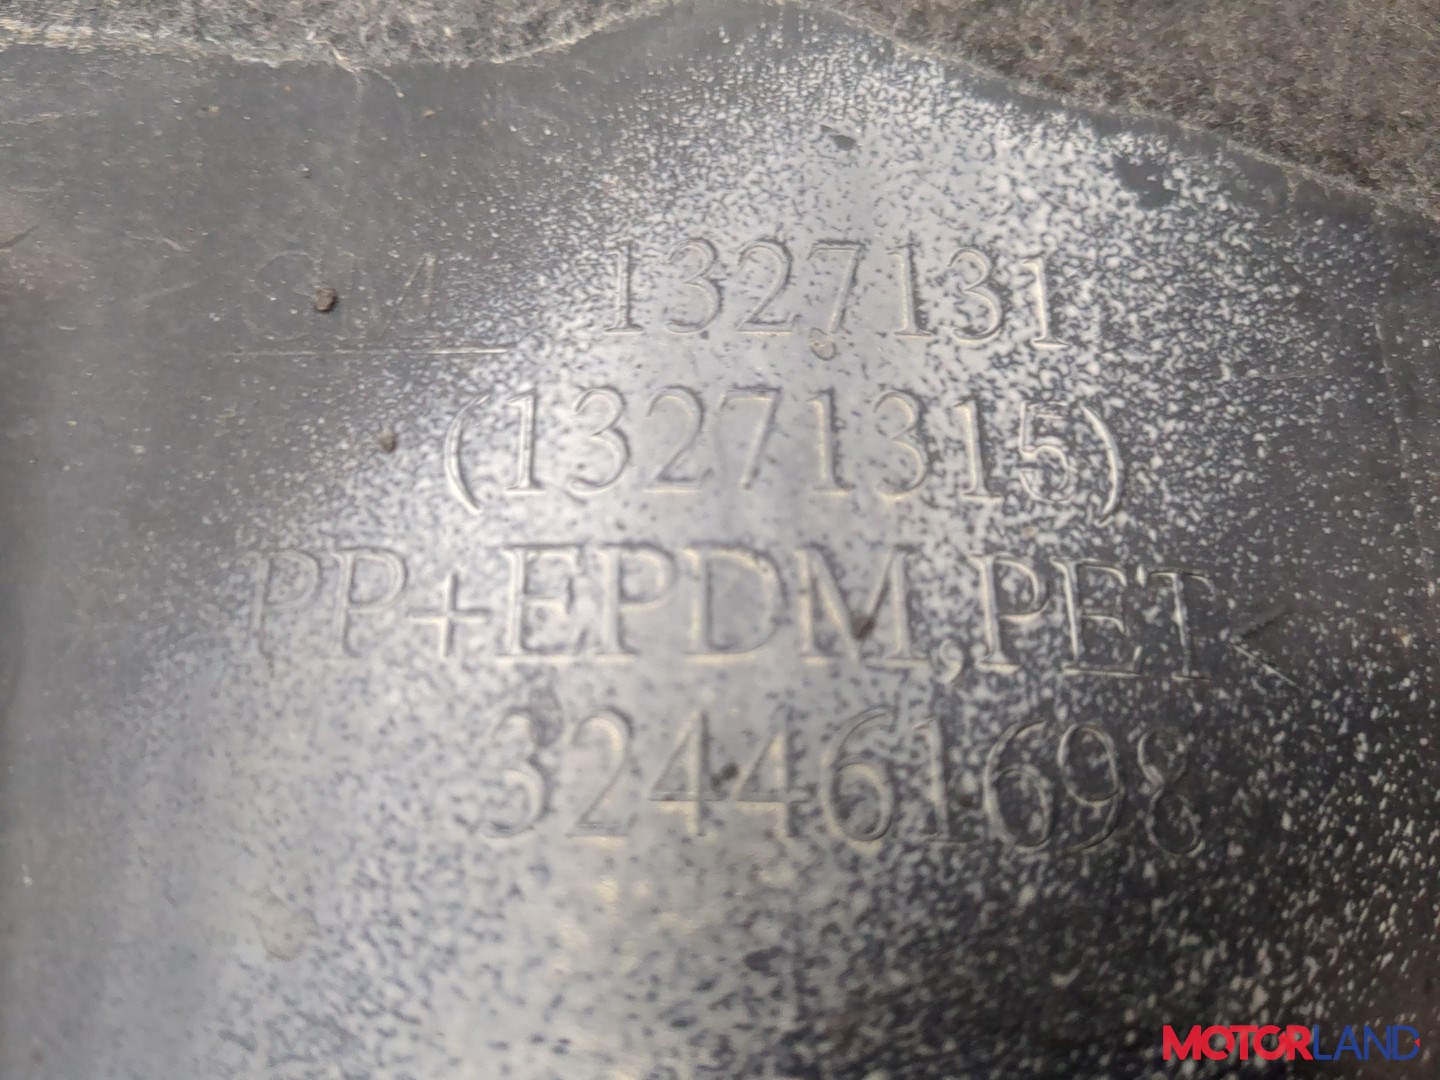 GM 1327131
(13271315)
PP+EPDM,PET<
324461698
MOTORLAND